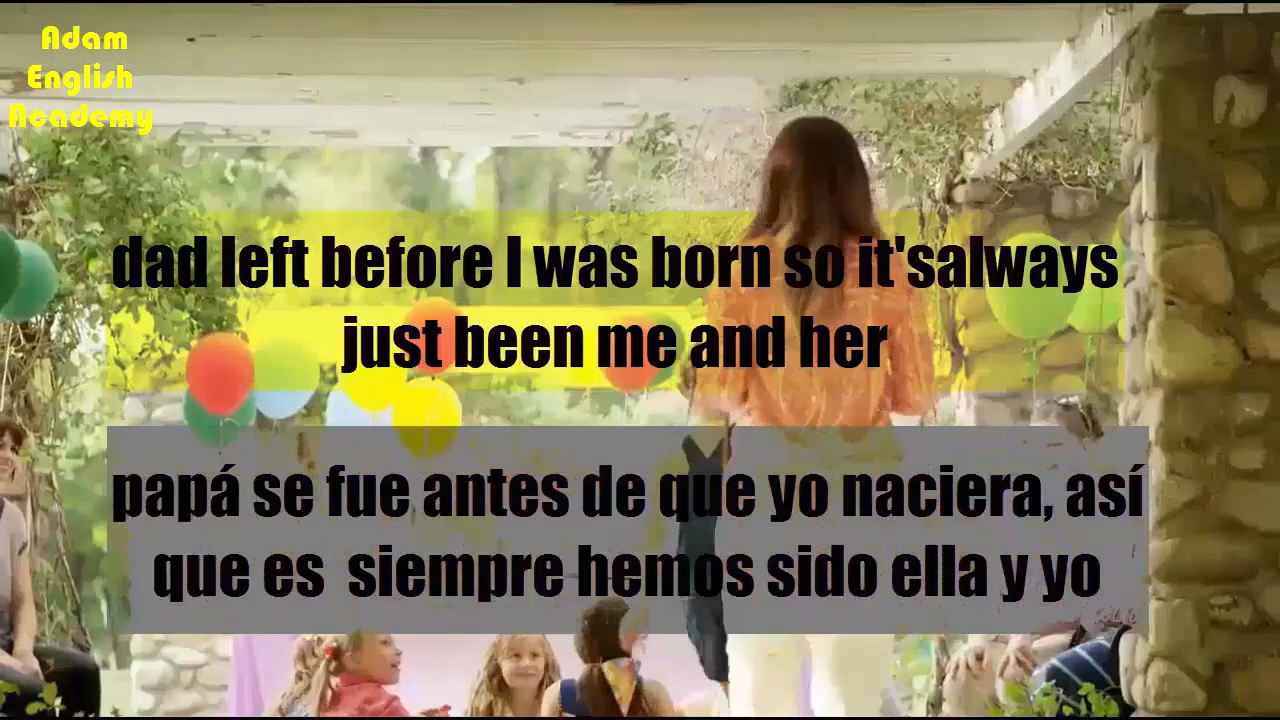 Adam
English
Academy
dad left before I was born so it'salways
just been me and her
papá se fue antes de que yo naciera, así
que es siempre hemos sido ella y yo